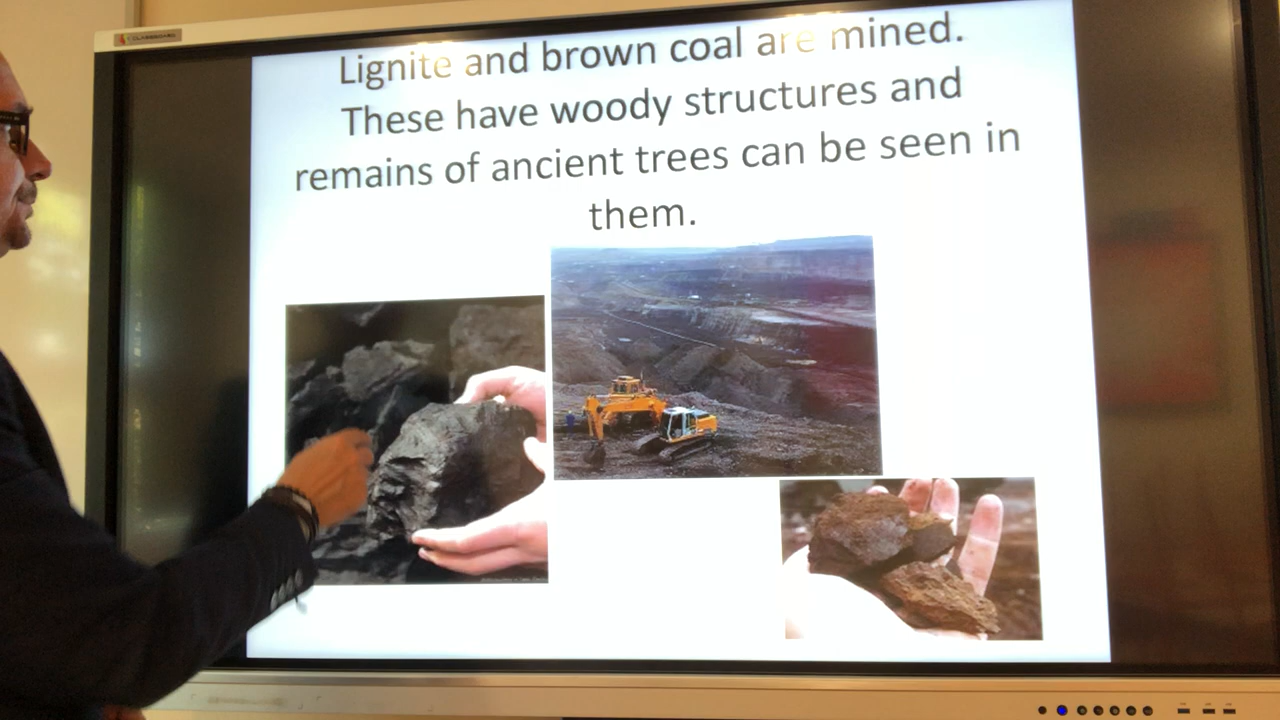 CLEVERBOARD
Lignite and brown coal are mined.
These have woody structures and
remains of ancient trees can be seen in
them.